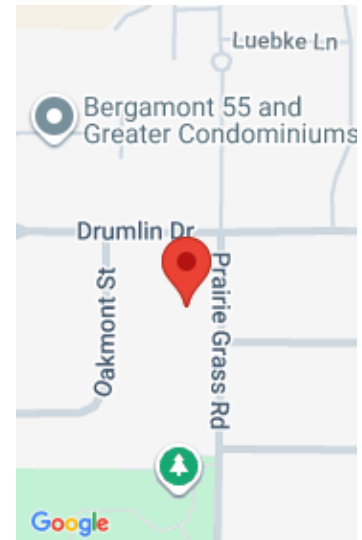 Luebke Ln
Bergamont 55 and
Greater Condominiums
Drumlin Dr
Oakmont St
Prairie Grass Rd
Google